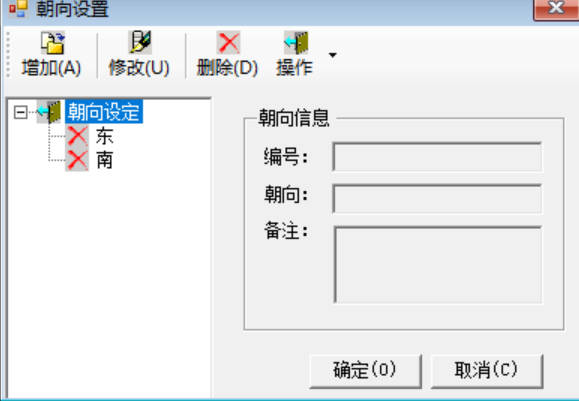 朝向设置
增加(A) 修改(U) 删除(D) 操作
朝向设定
东
南
朝向信息
编号：
朝向：
备注：
确定(O) 取消(C)